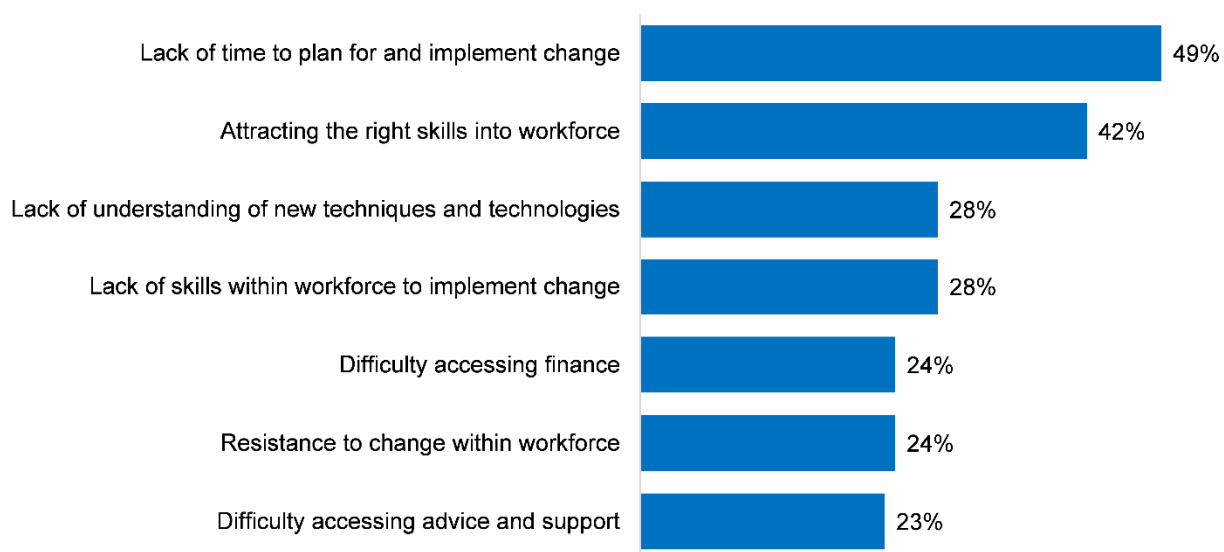 Lack of time to plan for and implement change 49%
Attracting the right skills into workforce 42%
Lack of understanding of new techniques and technologies 28%
Lack of skills within workforce to implement change 28%
Difficulty accessing finance 24%
Resistance to change within workforce 24%
Difficulty accessing advice and support 23%